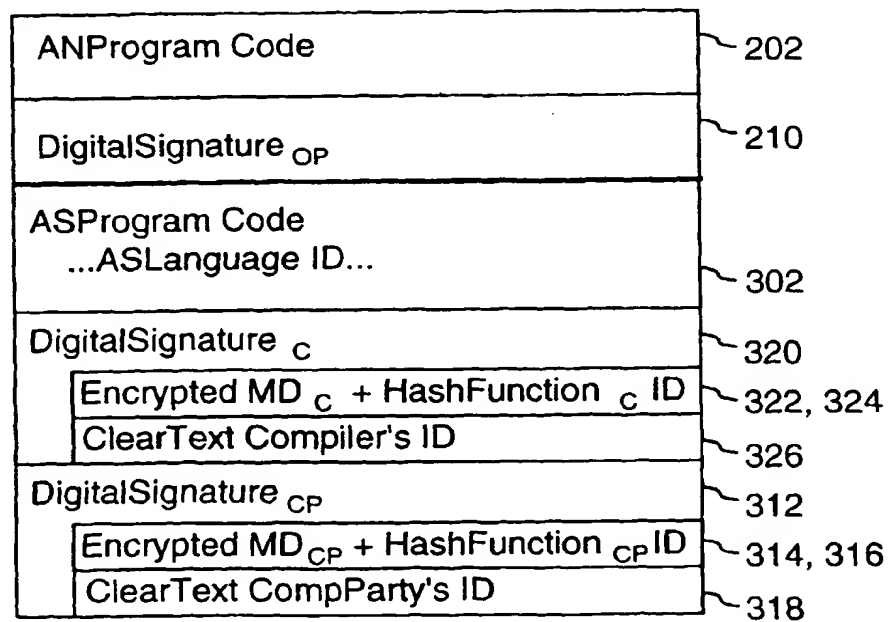 ANProgram Code 202
DigitalSignature OP 210
ASProgram Code
...ASLanguage ID... 302
DigitalSignature C 320
Encrypted MD C + HashFunction C ID 322, 324
ClearText Compiler's ID 326
DigitalSignature CP 312
Encrypted MD CP + HashFunction CP ID 314, 316
ClearText CompParty's ID 318